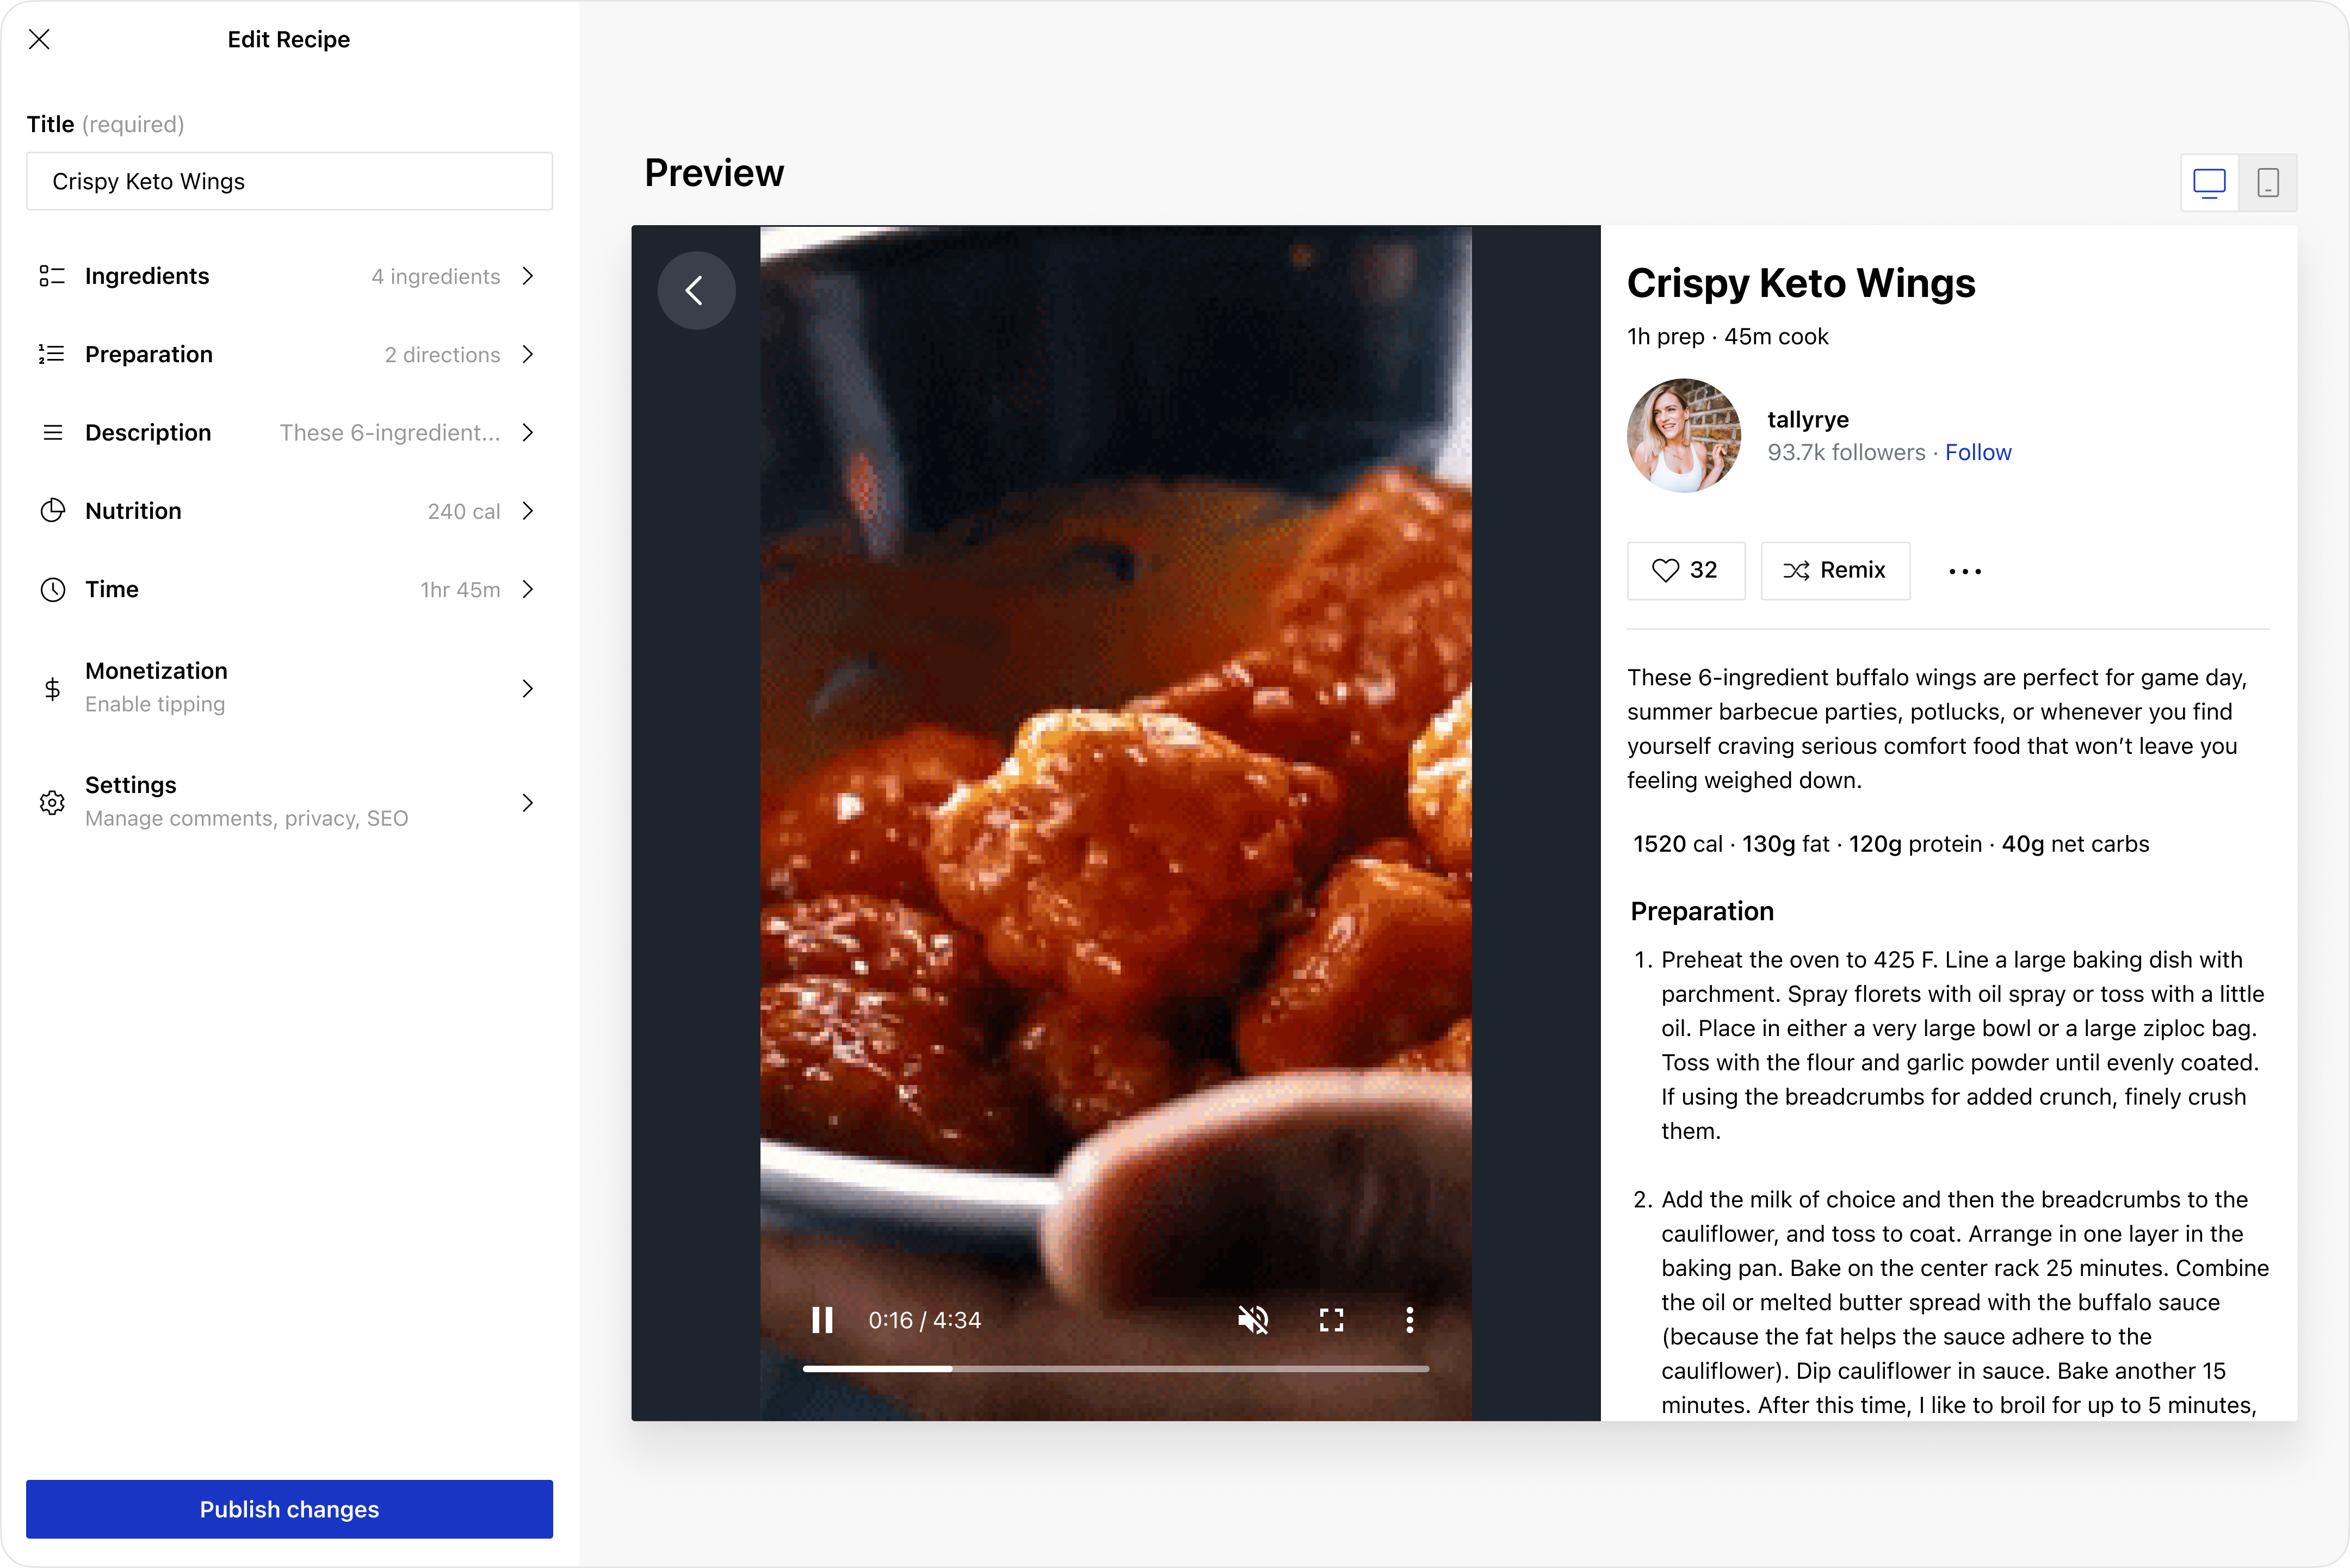 Edit Recipe
Title (required)
Crispy Keto Wings
Ingredients 4 ingredients
Preparation 2 directions
Description These 6-ingredient...
Nutrition 240 cal
Time 1hr 45m
Monetization
Enable tipping
Settings
Manage comments, privacy, SEO
Publish changes
Preview
0:16 / 4:34
Crispy Keto Wings
1h prep · 45m cook
tallyrye
93.7k followers · Follow
32 Remix
These 6-ingredient buffalo wings are perfect for game day,
summer barbecue parties, potlucks, or whenever you find
yourself craving serious comfort food that won’t leave you
feeling weighed down.
1520 cal · 130g fat · 120g protein · 40g net carbs
Preparation
1. Preheat the oven to 425 F. Line a large baking dish with
parchment. Spray florets with oil spray or toss with a little
oil. Place in either a very large bowl or a large ziploc bag.
Toss with the flour and garlic powder until evenly coated.
If using the breadcrumbs for added crunch, finely crush
them.
2. Add the milk of choice and then the breadcrumbs to the
cauliflower, and toss to coat. Arrange in one layer in the
baking pan. Bake on the center rack 25 minutes. Combine
the oil or melted butter spread with the buffalo sauce
(because the fat helps the sauce adhere to the
cauliflower). Dip cauliflower in sauce. Bake another 15
minutes. After this time, I like to broil for up to 5 minutes,